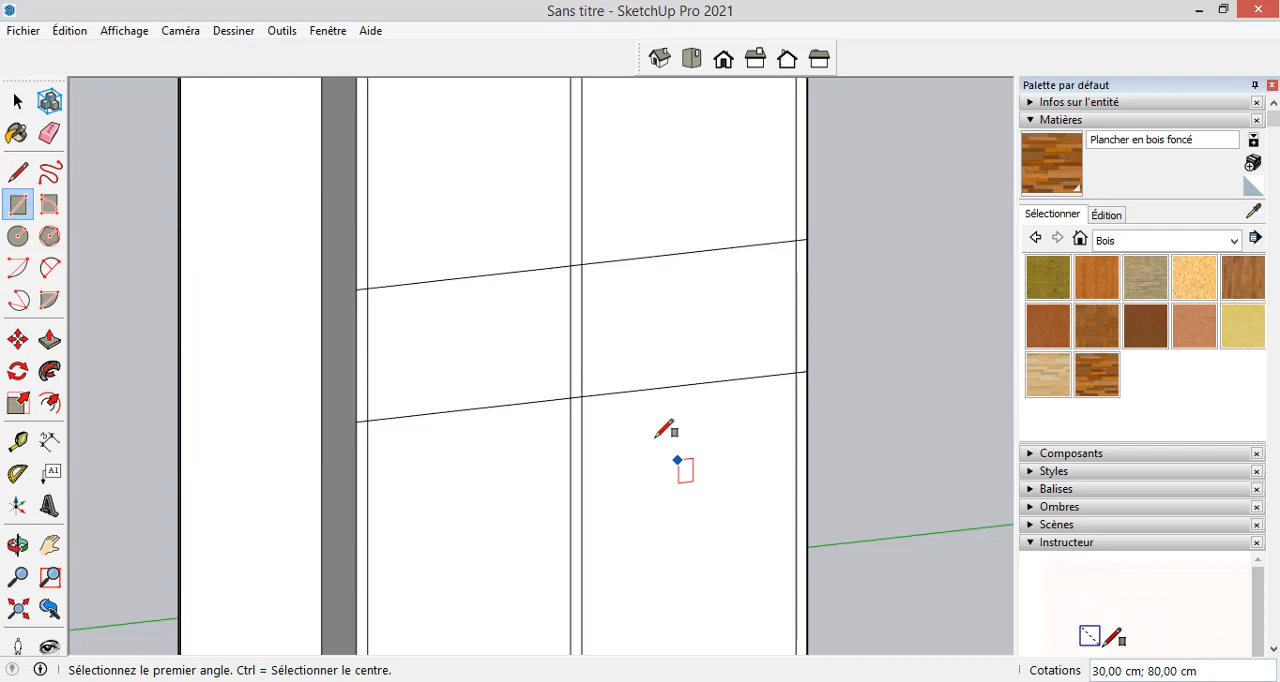 Sans titre - SketchUp Pro 2021
Fichier Édition Affichage Caméra Dessiner Outils Fenêtre Aide
Palette par défaut
Infos sur l'entité
Matières
Plancher en bois foncé
Sélectionner Édition
Bois
A1
Composants
Styles
Balises
Ombres
Scènes
Instructeur
Sélectionnez le premier angle. Ctrl = Sélectionner le centre.
Cotations 30,00 cm; 80,00 cm